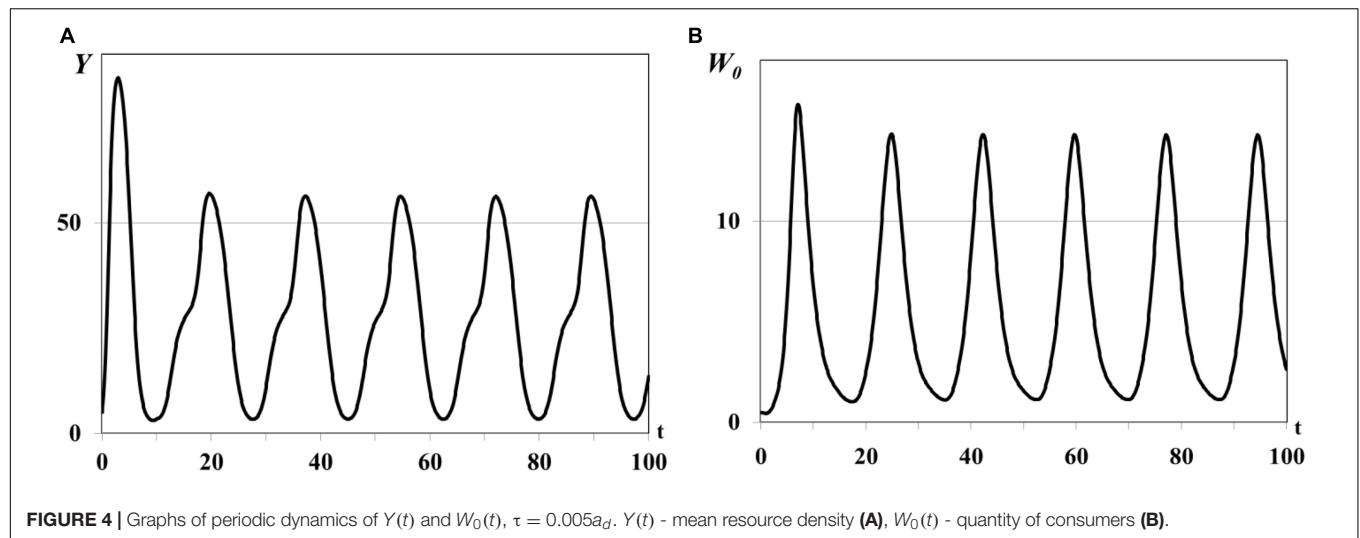 A
Y
50
0
t
0 20 40 60 80 100
B
W₀
10
0
t
0 20 40 60 80 100
FIGURE 4 | Graphs of periodic dynamics of Y(t) and W₀(t), τ = 0.005a_d. Y(t) - mean resource density (A), W₀(t) - quantity of consumers (B).